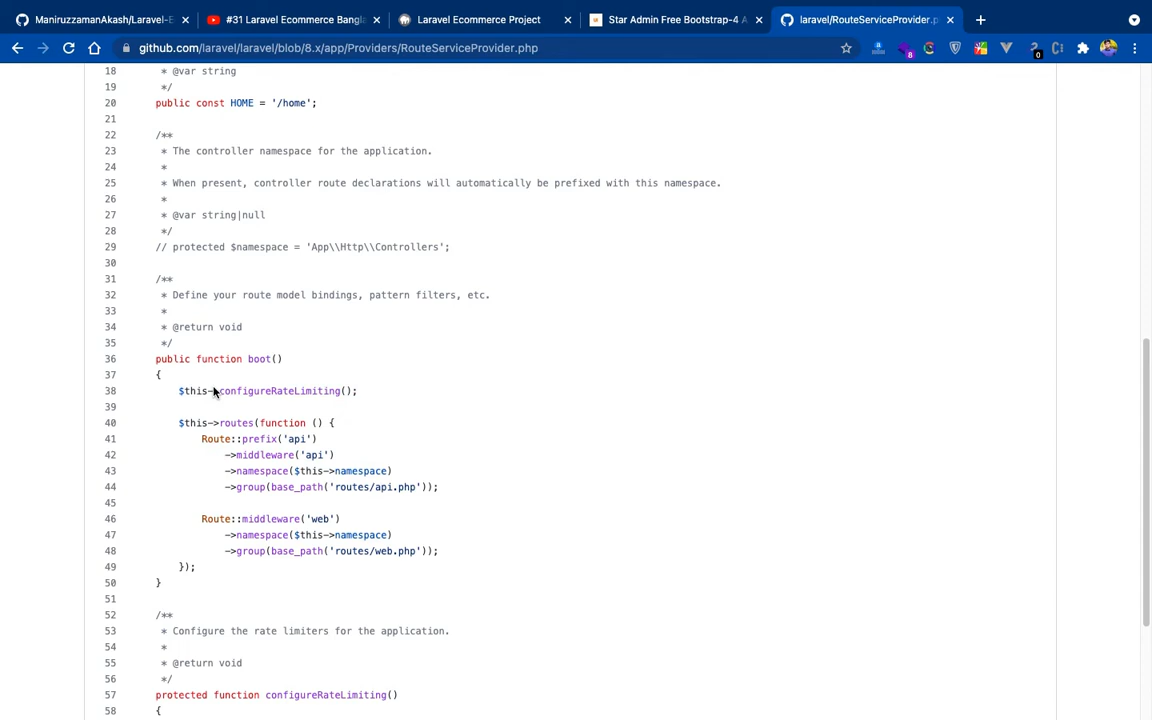 ManiruzzamanAkash/Laravel-E
#31 Laravel Ecommerce Bangla
Laravel Ecommerce Project
Star Admin Free Bootstrap-4 A
laravel/RouteServiceProvider.p
github.com/laravel/laravel/blob/8.x/app/Providers/RouteServiceProvider.php
8
0
18 * @var string
19 */
20 public const HOME = '/home';
21
22 /**
23 * The controller namespace for the application.
24 *
25 * When present, controller route declarations will automatically be prefixed with this namespace.
26 *
27 * @var string|null
28 */
29 // protected $namespace = 'App\\Http\\Controllers';
30
31 /**
32 * Define your route model bindings, pattern filters, etc.
33 *
34 * @return void
35 */
36 public function boot()
37 {
38 $this->configureRateLimiting();
39
40 $this->routes(function () {
41 Route::prefix('api')
42 ->middleware('api')
43 ->namespace($this->namespace)
44 ->group(base_path('routes/api.php'));
45
46 Route::middleware('web')
47 ->namespace($this->namespace)
48 ->group(base_path('routes/web.php'));
49 });
50 }
51
52 /**
53 * Configure the rate limiters for the application.
54 *
55 * @return void
56 */
57 protected function configureRateLimiting()
58 {